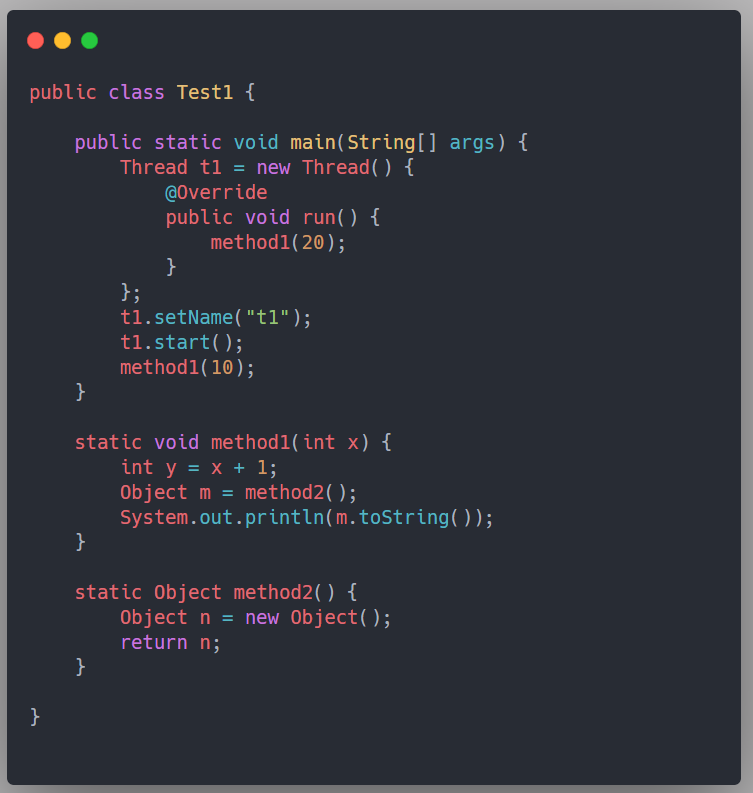 public class Test1 {
    public static void main(String[] args) {
        Thread t1 = new Thread() {
            @Override
            public void run() {
                method1(20);
            }
        };
        t1.setName("t1");
        t1.start();
        method1(10);
    }
    static void method1(int x) {
        int y = x + 1;
        Object m = method2();
        System.out.println(m.toString());
    }
    static Object method2() {
        Object n = new Object();
        return n;
    }
}